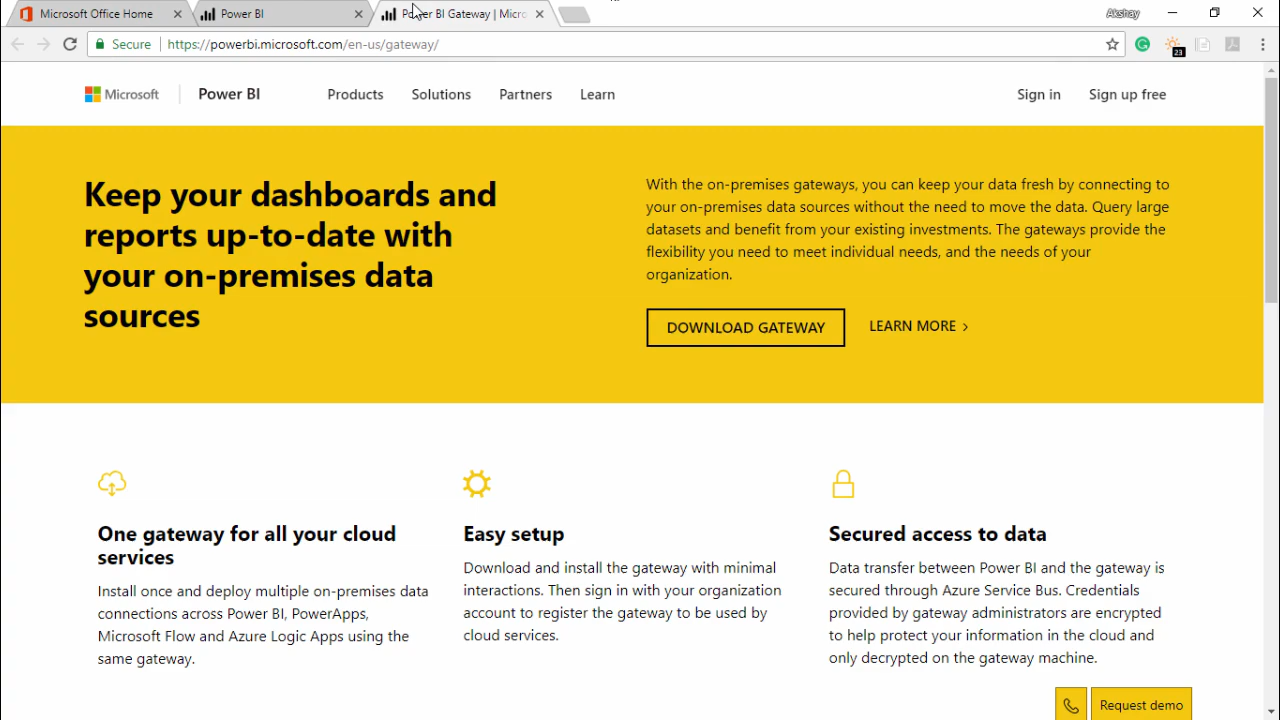 Microsoft Office Home
Power BI
Power BI Gateway | Micro
Akshay
Secure
https://powerbi.microsoft.com/en-us/gateway/
23
Microsoft
Power BI
Products
Solutions
Partners
Learn
Sign in
Sign up free
Keep your dashboards and
reports up-to-date with
your on-premises data
sources
With the on-premises gateways, you can keep your data fresh by connecting to
your on-premises data sources without the need to move the data. Query large
datasets and benefit from your existing investments. The gateways provide the
flexibility you need to meet individual needs, and the needs of your
organization.
DOWNLOAD GATEWAY
LEARN MORE >
One gateway for all your cloud
services
Install once and deploy multiple on-premises data
connections across Power BI, PowerApps,
Microsoft Flow and Azure Logic Apps using the
same gateway.
Easy setup
Download and install the gateway with minimal
interactions. Then sign in with your organization
account to register the gateway to be used by
cloud services.
Secured access to data
Data transfer between Power BI and the gateway is
secured through Azure Service Bus. Credentials
provided by gateway administrators are encrypted
to help protect your information in the cloud and
only decrypted on the gateway machine.
Request demo